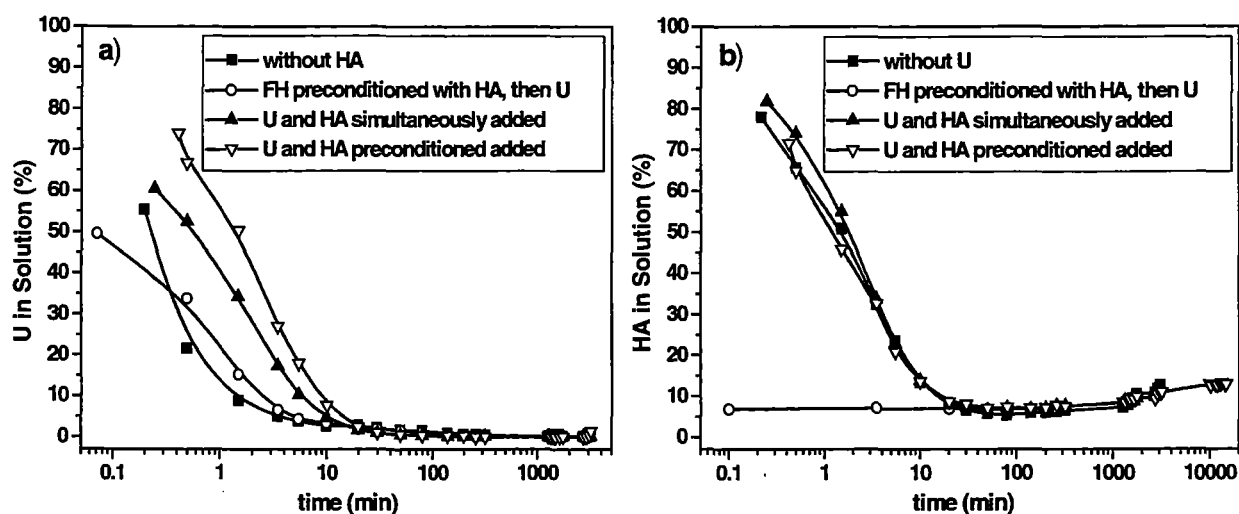 a)
without HA
FH preconditioned with HA, then U
U and HA simultaneously added
U and HA preconditioned added
U in Solution (%)
100
90
80
70
60
50
40
30
20
10
0
0.1 1 10 100 1000
time (min)
b)
without U
FH preconditioned with HA, then U
U and HA simultaneously added
U and HA preconditioned added
HA in Solution (%)
100
90
80
70
60
50
40
30
20
10
0
0.1 1 10 100 1000 10000
time (min)